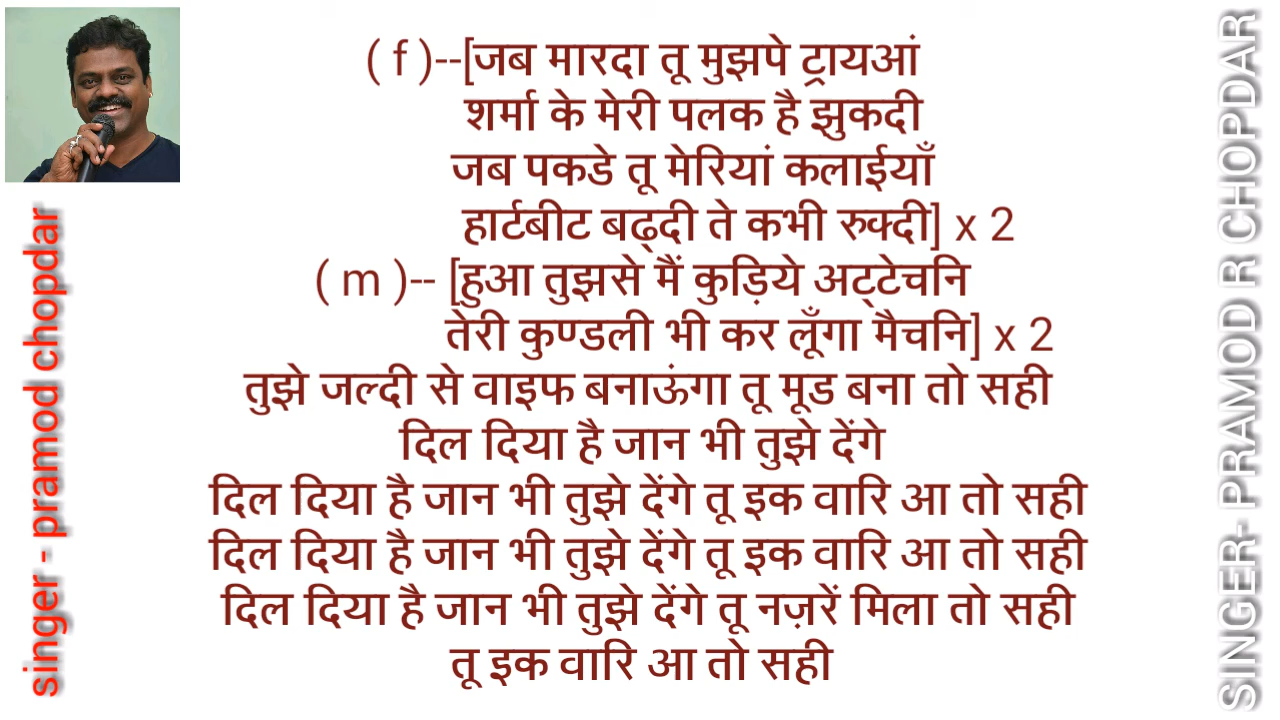 ( f )--[जब मारदा तू मुझपे ट्रायआं
शर्मा के मेरी पलक है झुकदी
जब पकडे तू मेरियां कलाईयाँ
हार्टबीट बढ्दी ते कभी रुक्दी] x 2
( m )-- [हुआ तुझसे मैं कुड़िये अट्टेचनि
तेरी कुण्डली भी कर लूँगा मैचनि] x 2
तुझे जल्दी से वाइफ बनाऊंगा तू मूड बना तो सही
दिल दिया है जान भी तुझे देंगे
दिल दिया है जान भी तुझे देंगे तू इक वारि आ तो सही
दिल दिया है जान भी तुझे देंगे तू इक वारि आ तो सही
दिल दिया है जान भी तुझे देंगे तू नज़रें मिला तो सही
तू इक वारि आ तो सही
singer - pramod chopdar
SINGER- PRAMOD R CHOPDAR